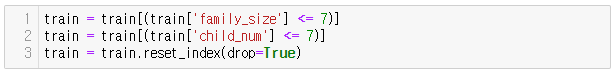 1 train = train[(train['family_size'] <= 7)]
2 train = train[(train['child_num'] <= 7)]
3 train = train.reset_index(drop=True)